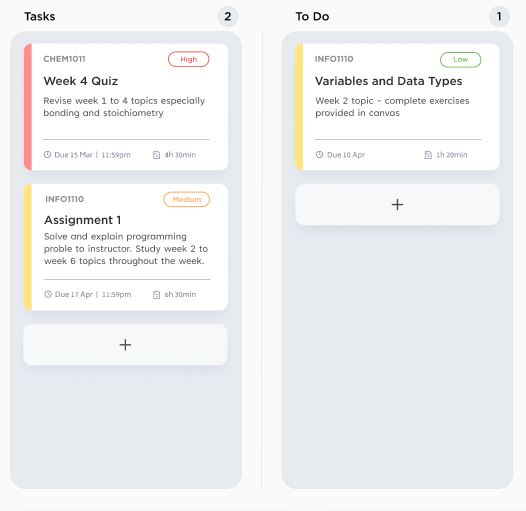 Tasks
2
CHEM1011
High
Week 4 Quiz
Revise week 1 to 4 topics especially
bonding and stoichiometry
Due 15 Mar | 11:59pm
4h 30min
INFO1110
Medium
Assignment 1
Solve and explain programming
proble to instructor. Study week 2 to
week 6 topics throughout the week.
Due 17 Apr | 11:59pm
6h 30min
+
To Do
1
INFO1110
Low
Variables and Data Types
Week 2 topic - complete exercises
provided in canvas
Due 10 Apr
1h 20min
+